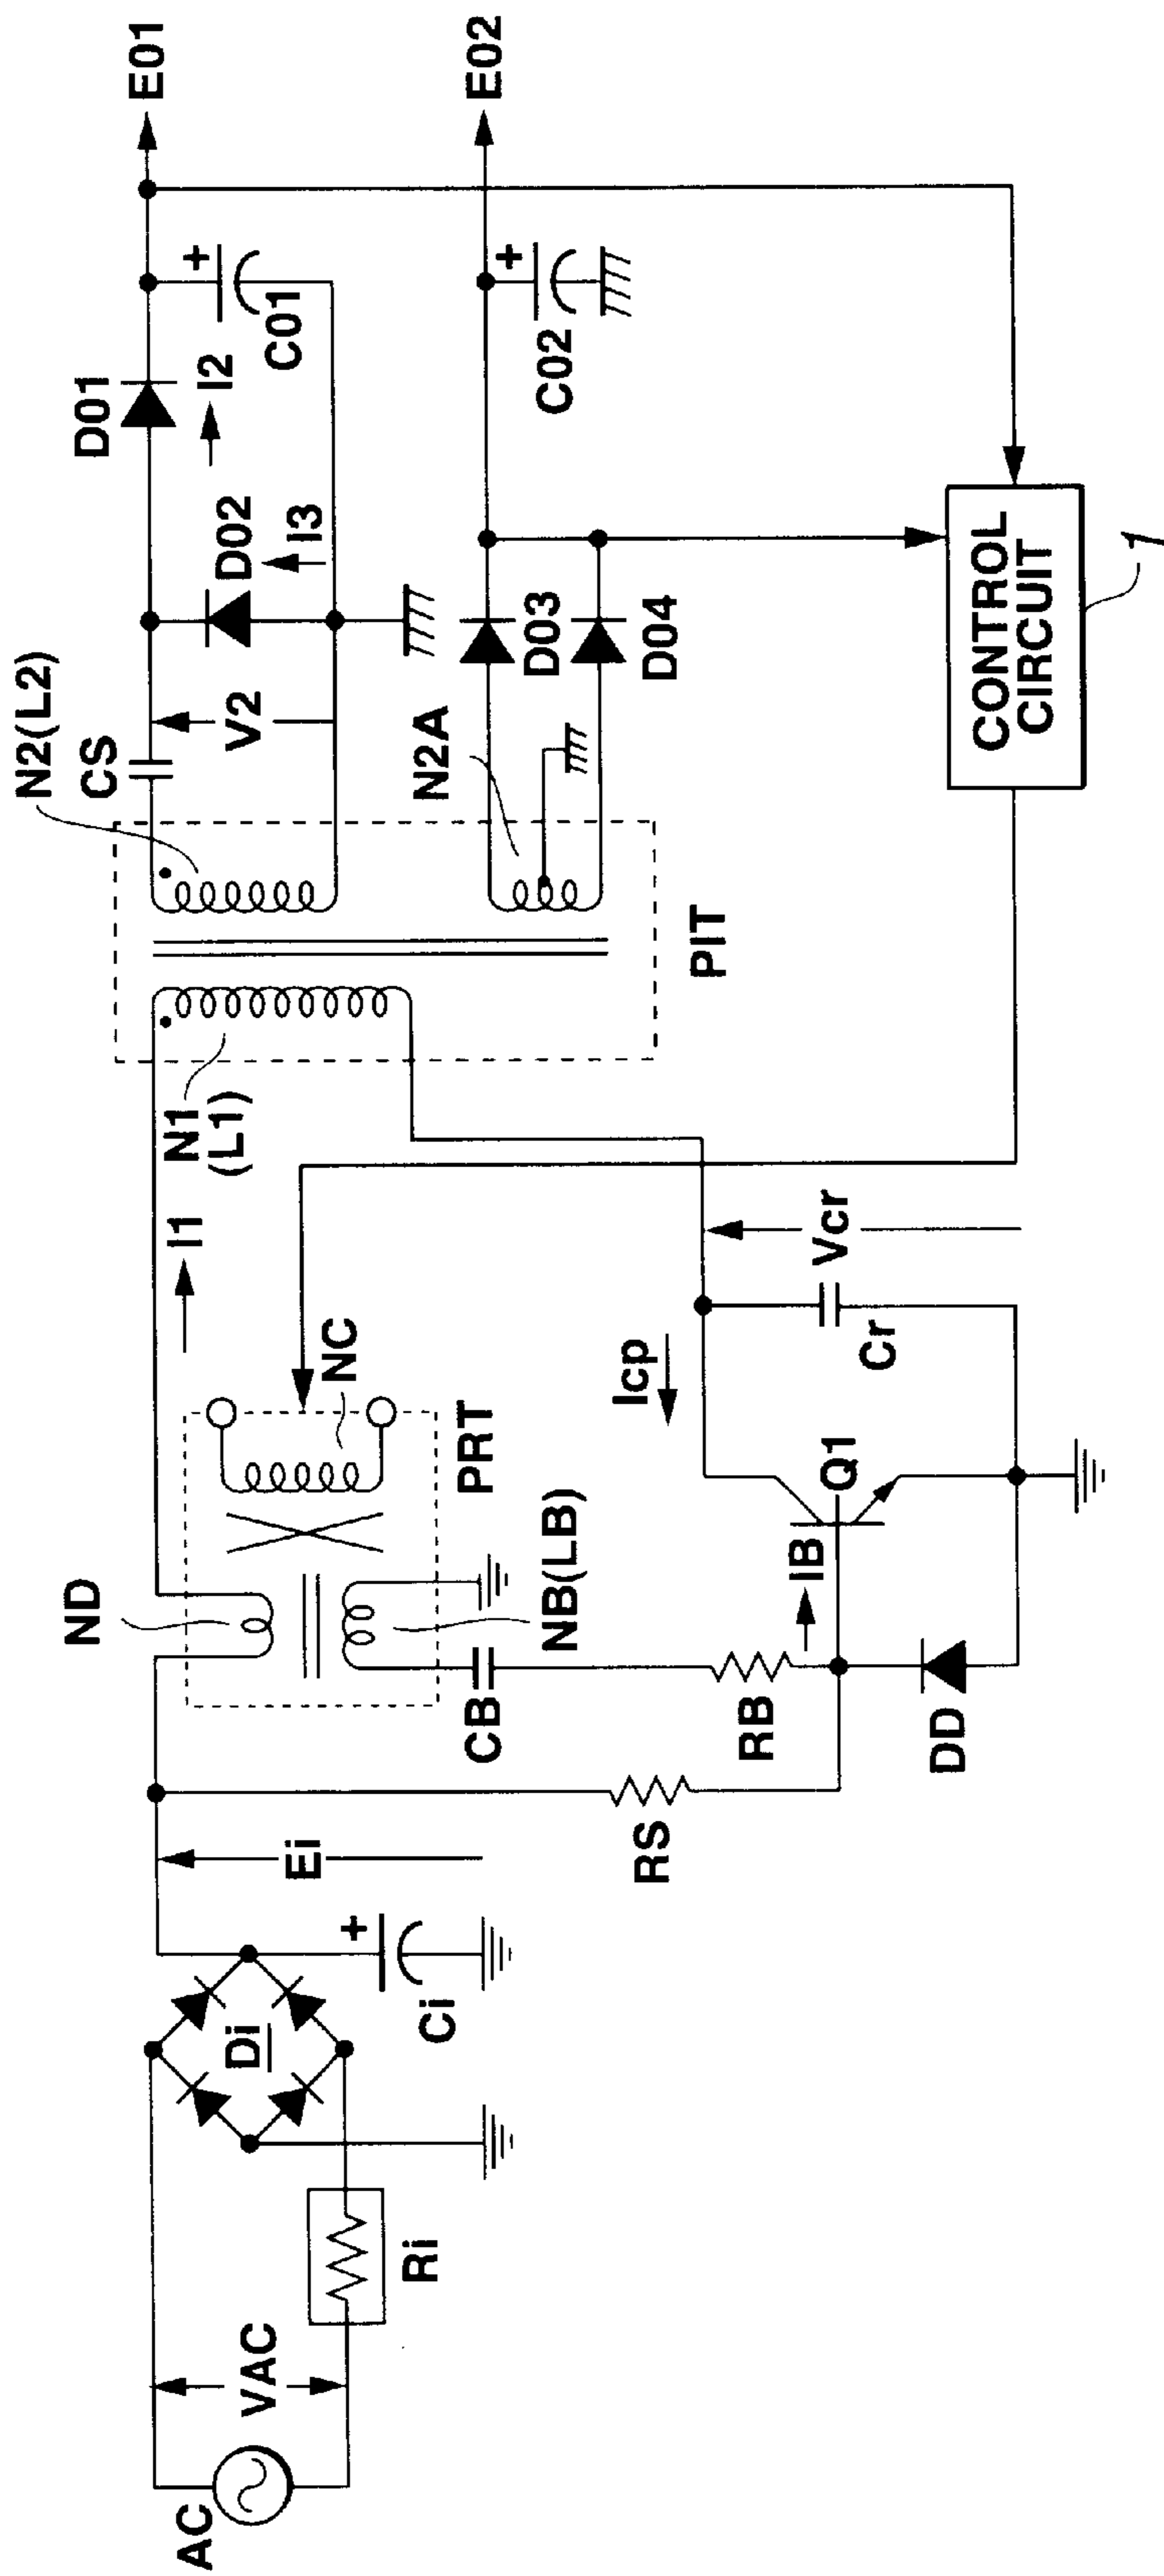 AC
VAC
Ri
Di
+
Ci
Ei
RS
ND
CB
NB(LB)
PRT
NC
RB
IB
DD
Q1
Icp
Cr
Vcr
I1
N1
(L1)
PIT
N2(L2)
CS
V2
D02
I3
D01
I2
+
C01
E01
N2A
D03
D04
+
C02
E02
CONTROL
CIRCUIT
1